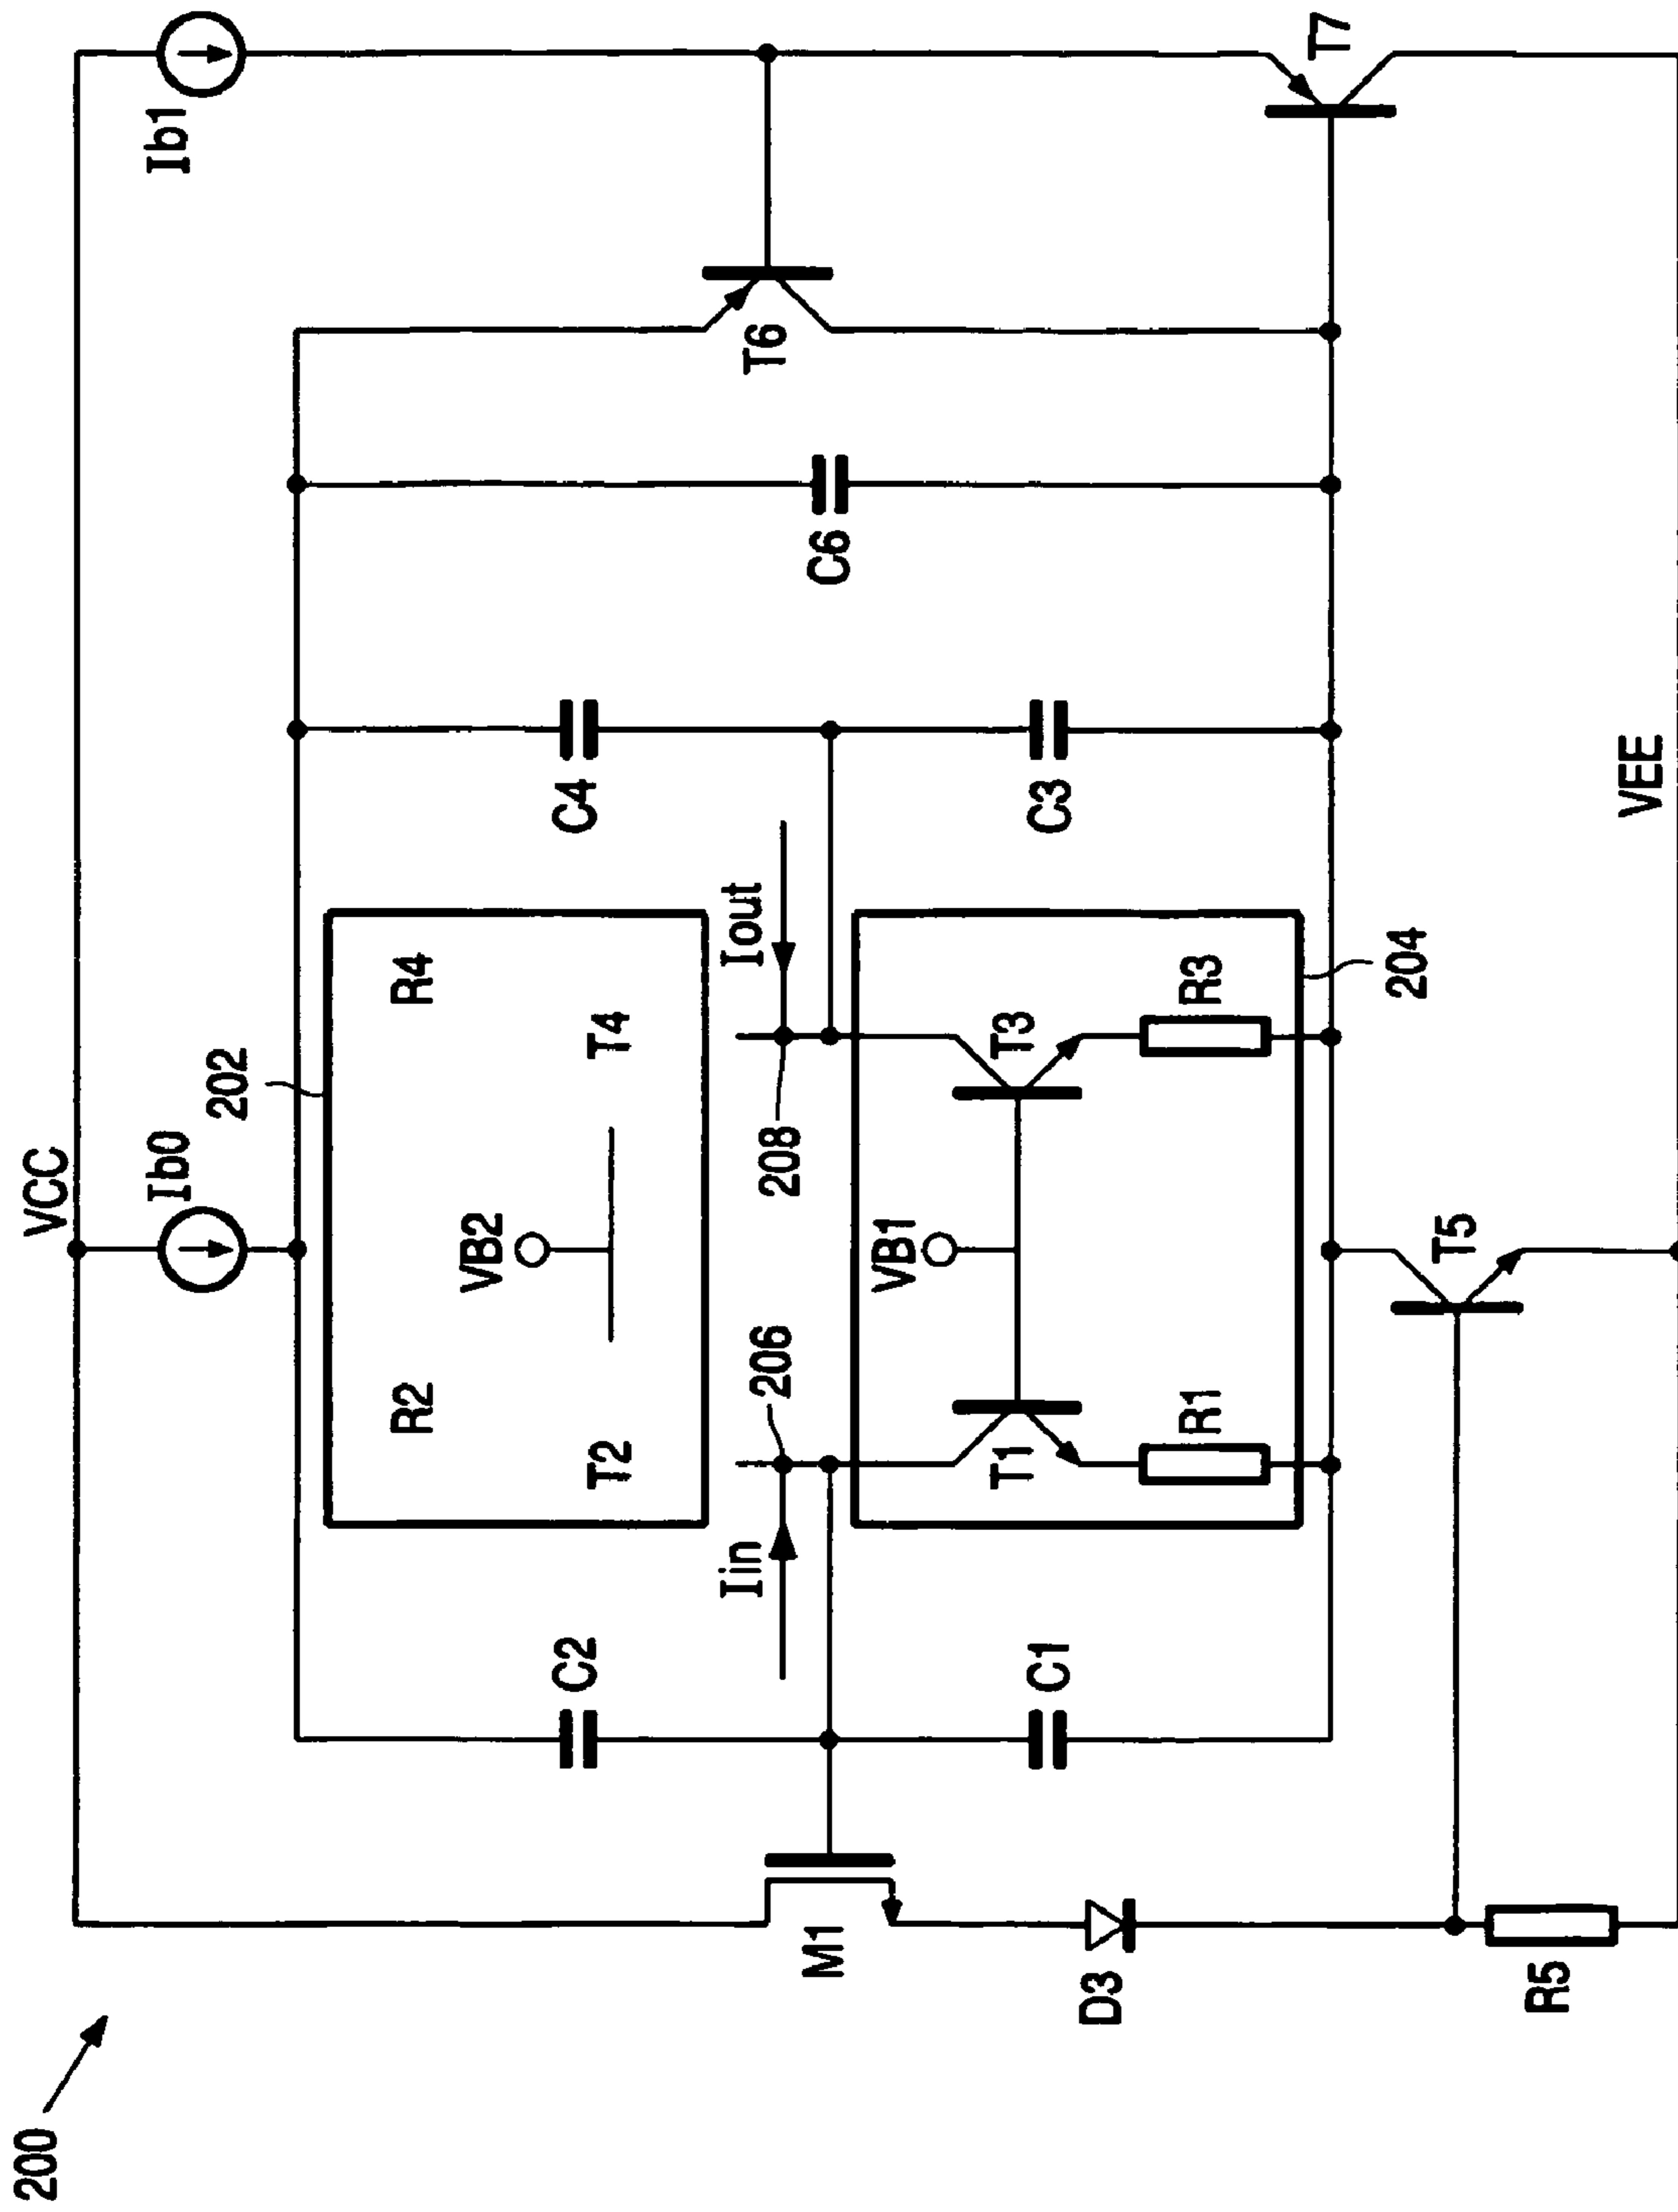 200
VCC
Ib0
Ib1
202
R2
R4
VB2
T2
T4
C2
C4
C6
T6
Iin
206
208
Iout
M1
VB1
T1
T3
C1
C3
R1
R3
204
D3
T5
T7
R5
VEE